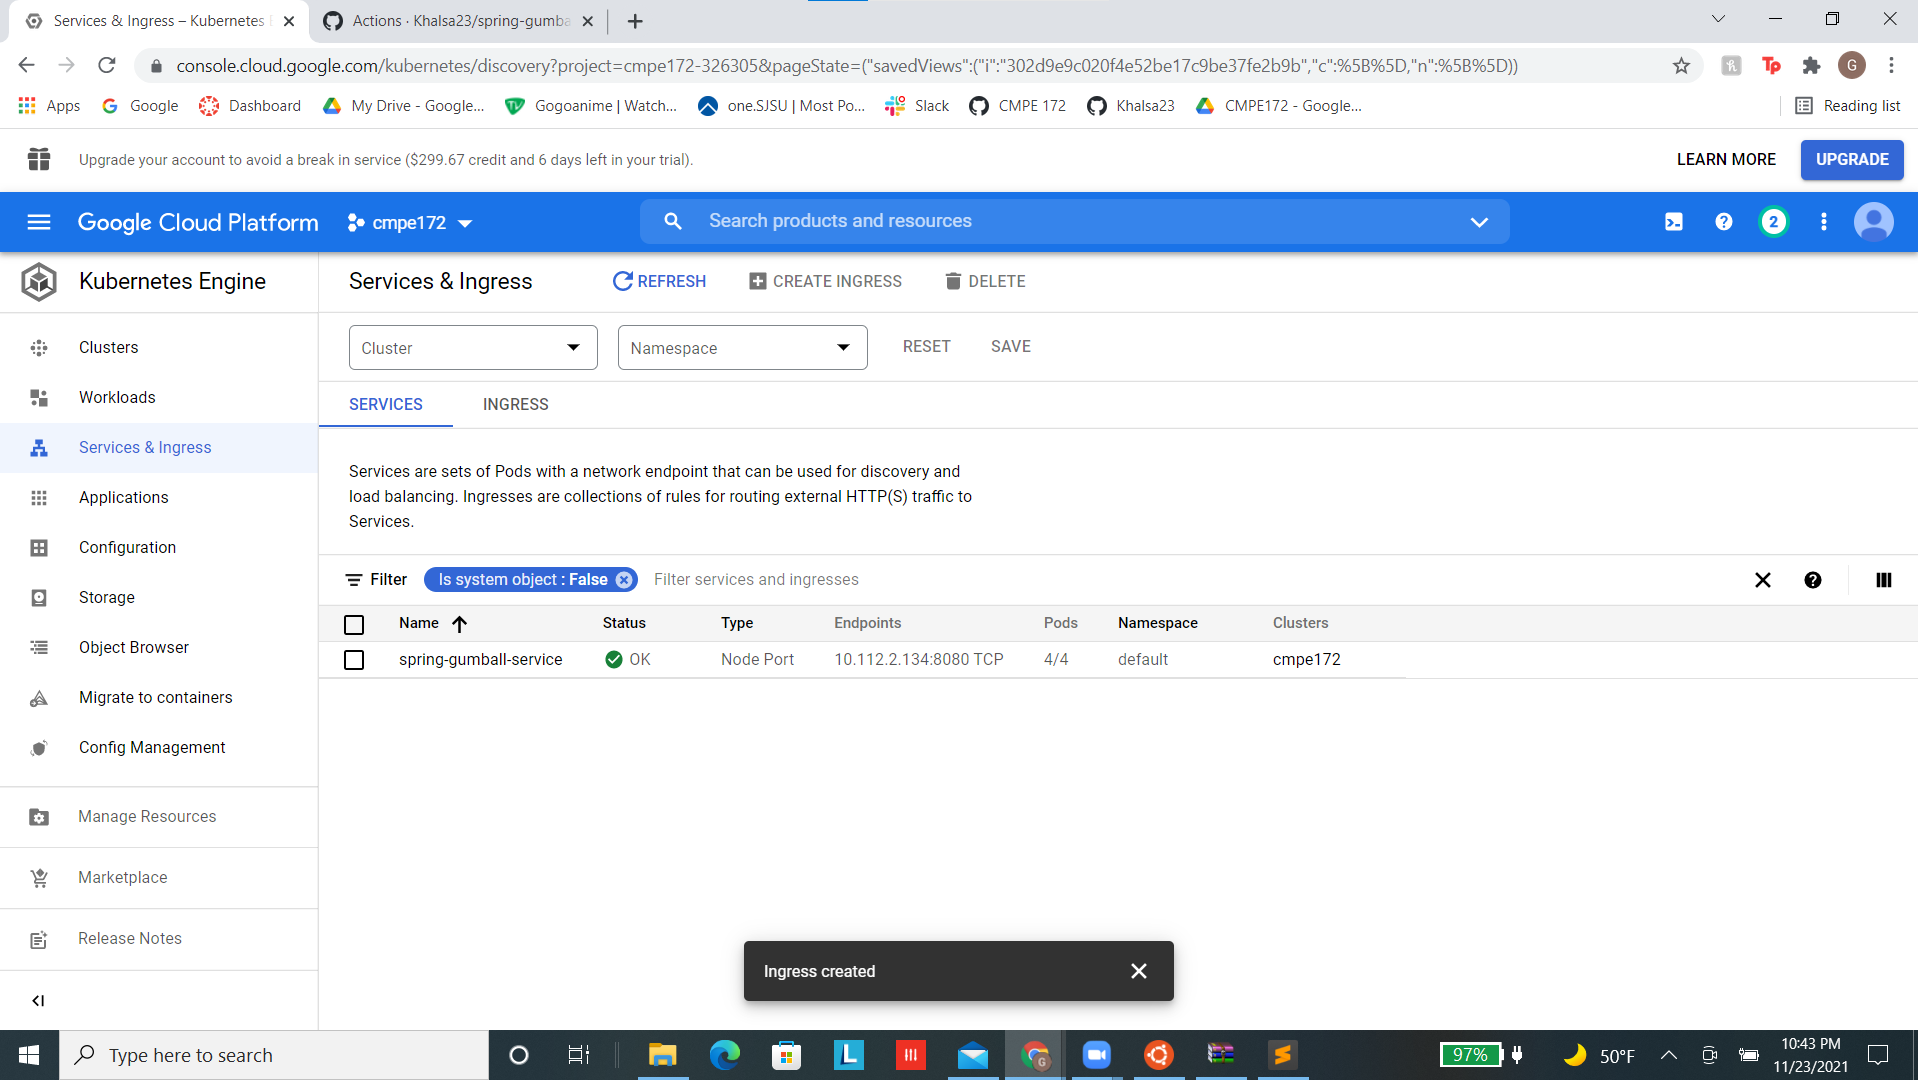 Services & Ingress – Kubernetes
Actions · Khalsa23/spring-gumba
console.cloud.google.com/kubernetes/discovery?project=cmpe172-326305&pageState=("savedViews":("i":"302d9e9c020f4e52be17c9be37fe2b9b","c":%5B%5D,"n":%5B%5D))
Tp
G
Apps
Google
Dashboard
My Drive - Google...
Gogoanime | Watch...
one.SJSU | Most Po...
Slack
CMPE 172
Khalsa23
CMPE172 - Google...
Reading list
Upgrade your account to avoid a break in service ($299.67 credit and 6 days left in your trial).
LEARN MORE
UPGRADE
Google Cloud Platform
cmpe172
Search products and resources
2
Kubernetes Engine
Services & Ingress
REFRESH
CREATE INGRESS
DELETE
Clusters
Workloads
Services & Ingress
Applications
Configuration
Storage
Object Browser
Migrate to containers
Config Management
Manage Resources
Marketplace
Release Notes
Cluster
Namespace
RESET
SAVE
SERVICES
INGRESS
Services are sets of Pods with a network endpoint that can be used for discovery and
load balancing. Ingresses are collections of rules for routing external HTTP(S) traffic to
Services.
Filter
Is system object : False
Filter services and ingresses
Name Status Type Endpoints Pods Namespace Clusters
spring-gumball-service OK Node Port 10.112.2.134:8080 TCP 4/4 default cmpe172
Ingress created
Type here to search
L
97%
50°F
10:43 PM
11/23/2021